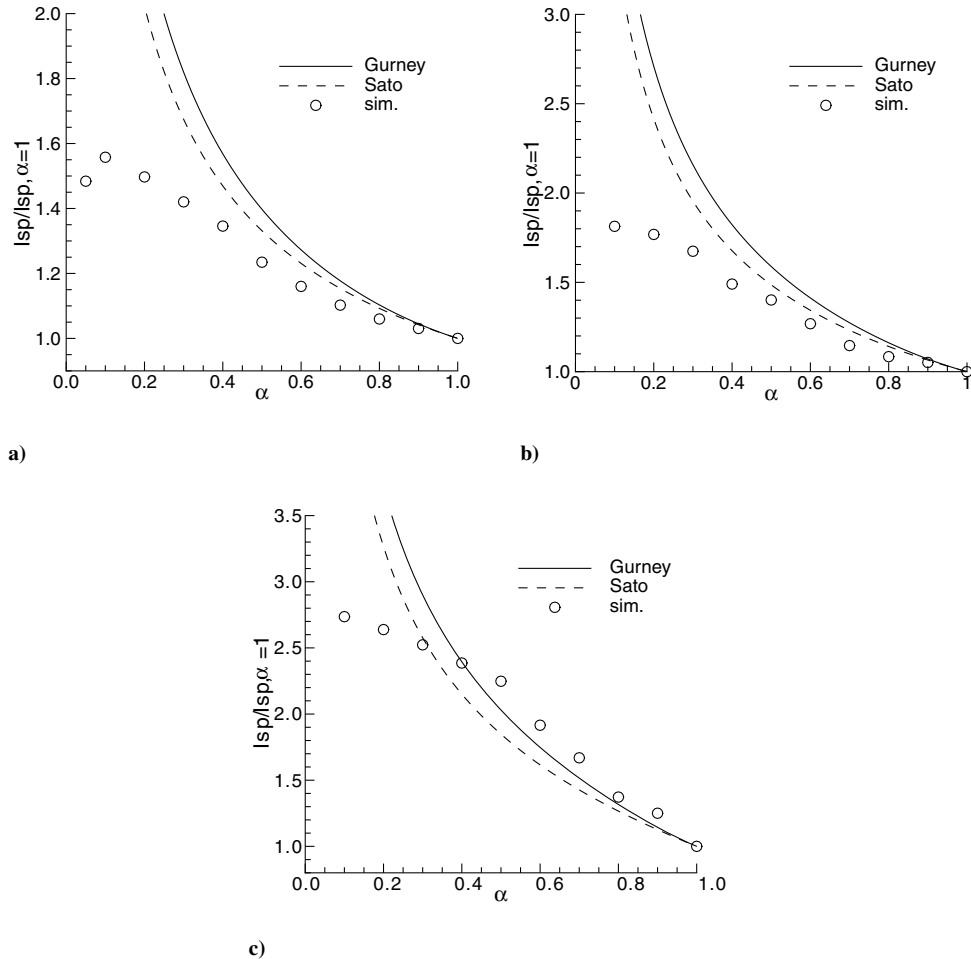 2.0
1.8
1.6
1.4
1.2
1.0
Isp/Isp, α=1
Gurney
Sato
sim.
0.0 0.2 0.4 0.6 0.8 1.0
α
a)
3.0
2.5
2.0
1.5
1.0
Isp/Isp, α=1
Gurney
Sato
sim.
0 0.2 0.4 0.6 0.8 1
α
b)
3.5
3.0
2.5
2.0
1.5
1.0
Isp/Isp,α=1
Gurney
Sato
sim.
0.0 0.2 0.4 0.6 0.8 1.0
α
c)